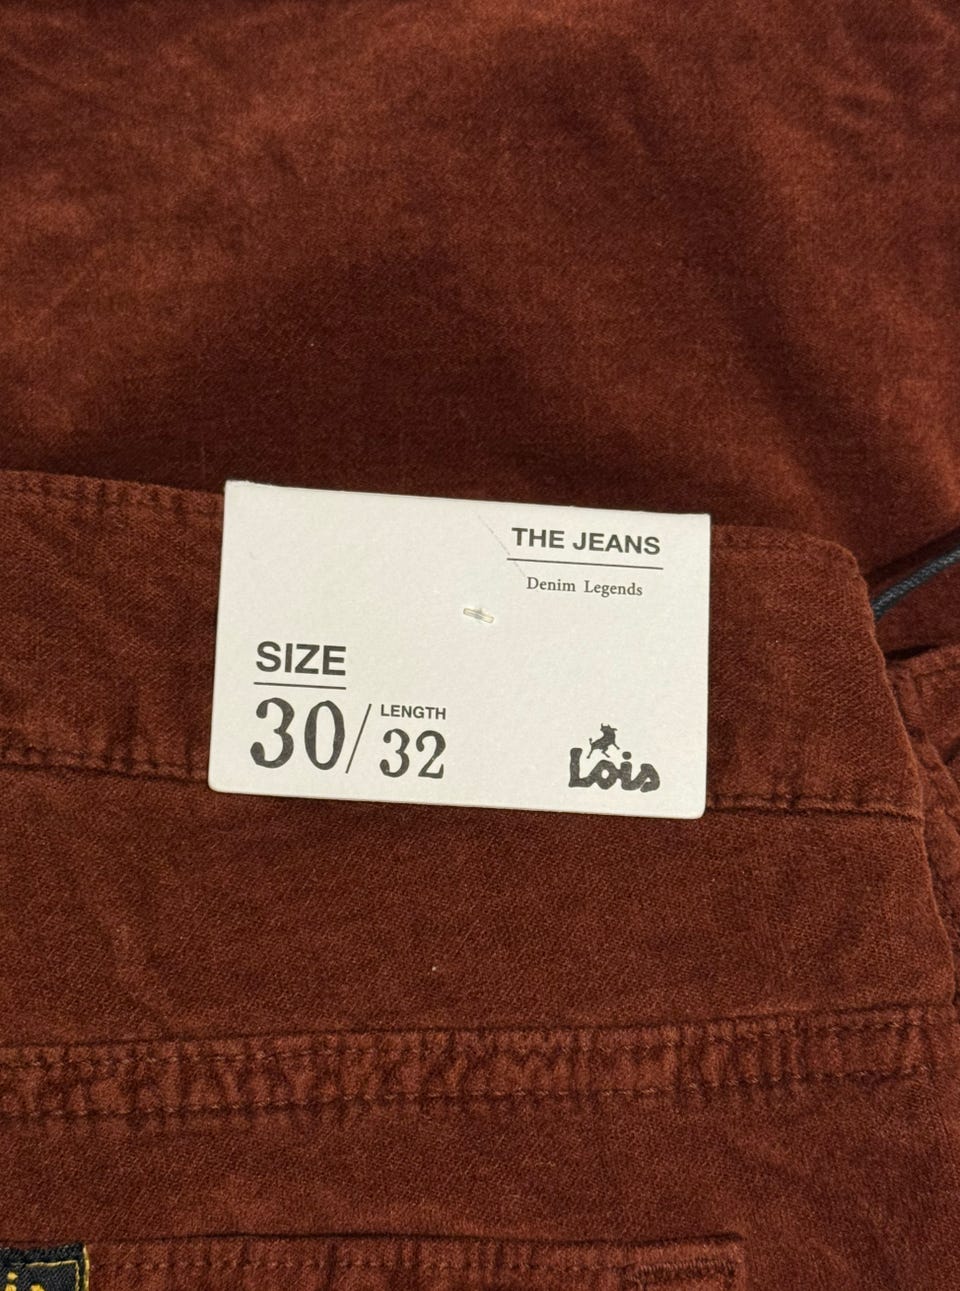 THE JEANS
Denim Legends
SIZE
30/ LENGTH 32
Lois